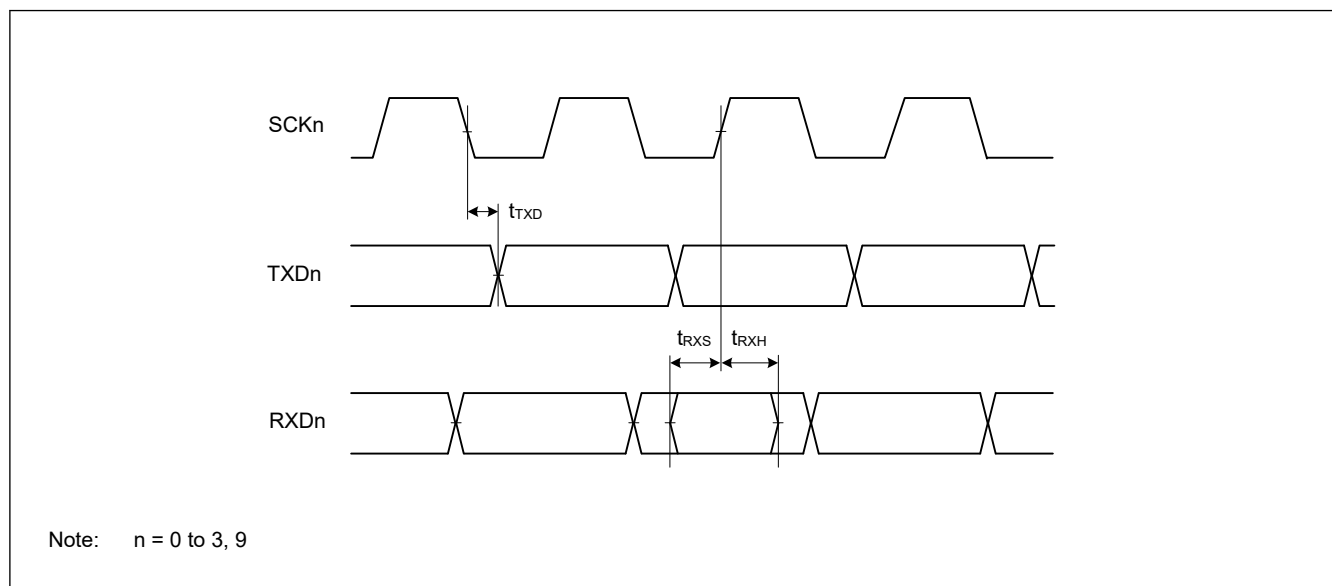 SCKn
tTXD
TXDn
tRXS tRXH
RXDn
Note: n = 0 to 3, 9